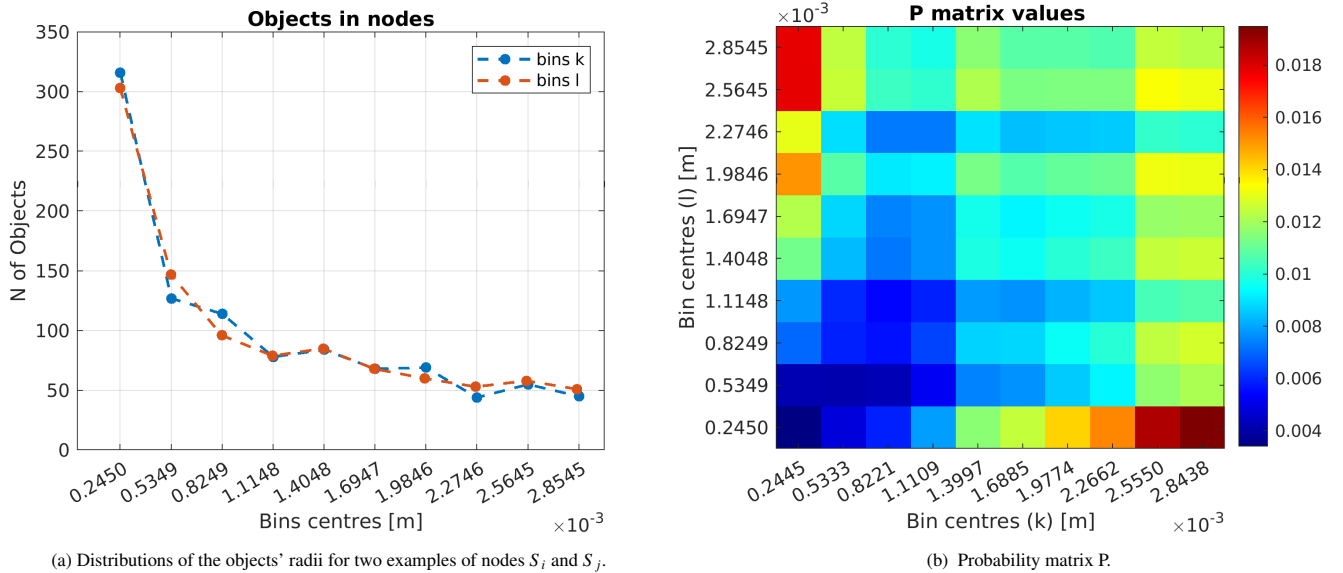 Objects in nodes
350
300
250
200
150
100
50
0
N of Objects
bins k
bins l
0.2450 0.5349 0.8249 1.1148 1.4048 1.6947 1.9846 2.2746 2.5645 2.8545
Bins centres [m]
×10⁻³
(a) Distributions of the objects' radii for two examples of nodes S_i and S_j.
×10⁻³
P matrix values
2.8545
2.5645
2.2746
1.9846
1.6947
1.4048
1.1148
0.8249
0.5349
0.2450
Bin centres (l) [m]
0.2445 0.5333 0.8221 1.1109 1.3997 1.6885 1.9774 2.2662 2.5550 2.8438
Bin centres (k) [m]
×10⁻³
0.018
0.016
0.014
0.012
0.01
0.008
0.006
0.004
(b) Probability matrix P.